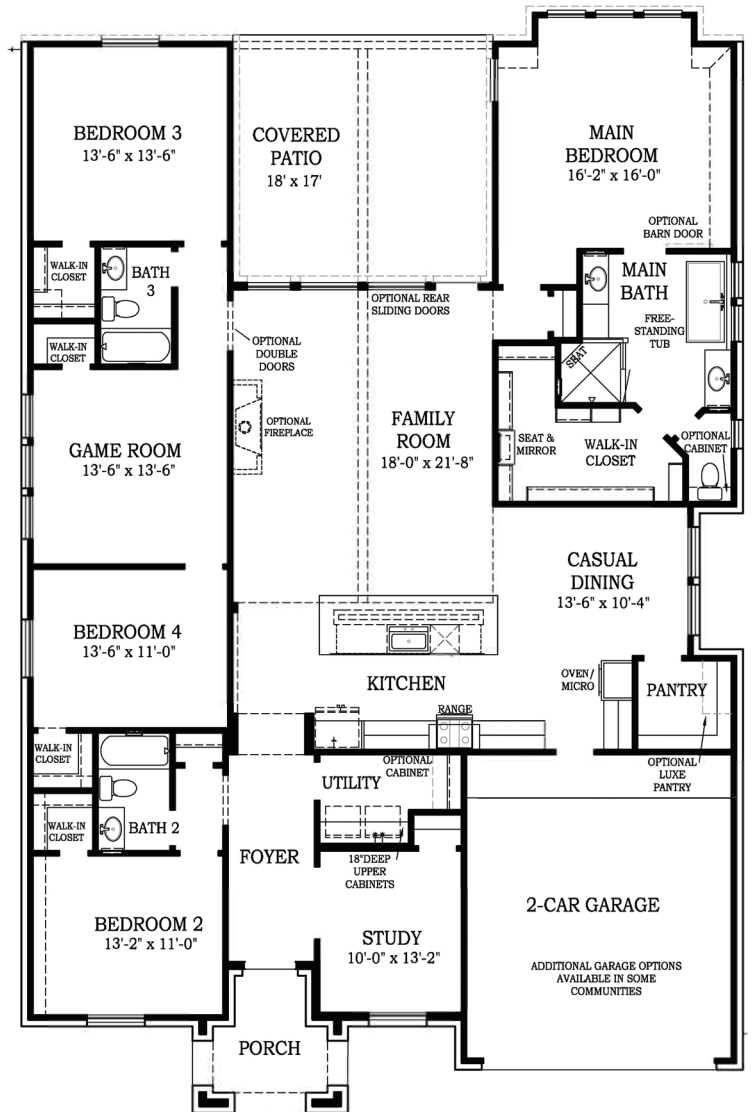 BEDROOM 3
13'-6" x 13'-6"
COVERED
PATIO
18' x 17'
MAIN
BEDROOM
16'-2" x 16'-0"
OPTIONAL
BARN DOOR
WALK-IN
CLOSET
BATH
3
MAIN
BATH
FREE-
STANDING
TUB
OPTIONAL REAR
SLIDING DOORS
WALK-IN
CLOSET
OPTIONAL
DOUBLE
DOORS
SEAT
OPTIONAL
FIREPLACE
FAMILY
ROOM
18'-0" x 21'-8"
GAME ROOM
13'-6" x 13'-6"
SEAT &
MIRROR
WALK-IN
CLOSET
OPTIONAL
CABINET
CASUAL
DINING
13'-6" x 10'-4"
BEDROOM 4
13'-6" x 11'-0"
KITCHEN
OVEN/
MICRO
PANTRY
RANGE
WALK-IN
CLOSET
OPTIONAL
CABINET
OPTIONAL
LUXE
PANTRY
UTILITY
WALK-IN
CLOSET
BATH 2
FOYER
18"DEEP
UPPER
CABINETS
BEDROOM 2
13'-2" x 11'-0"
STUDY
10'-0" x 13'-2"
2-CAR GARAGE
ADDITIONAL GARAGE OPTIONS
AVAILABLE IN SOME
COMMUNITIES
PORCH